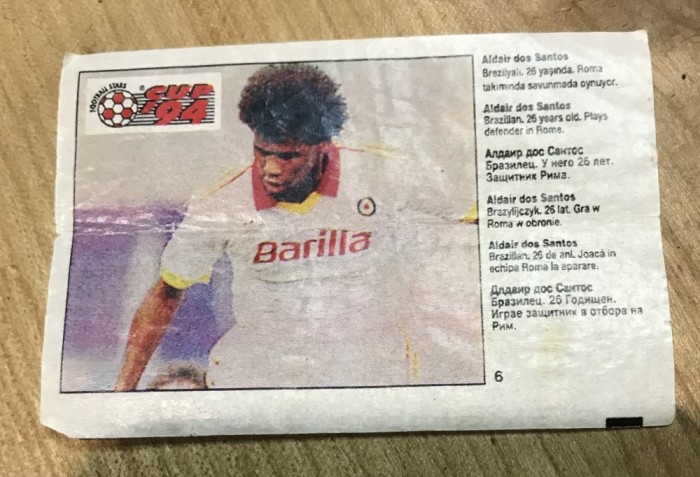 FOOTBALL STARS
® CUP
'94
Barilla
Aldair dos Santos
Brezilyalı. 26 yaşında. Roma
takımında savunmada oynuyor.
Aldair dos Santos
Brazilian. 26 years old. Plays
defender in Rome.
Алдаир дос Сантос
Бразилец. У него 26 лет.
Защитник Рима.
Aldair dos Santos
Brazylijczyk. 26 lat. Gra w
Roma w obronie.
Aldair dos Santos
Brazilian. 26 de ani. Joacă in
echipa Roma la apărare.
Алдаир дос Сантос
Бразилец. 26 Годишен.
Играе защитник в отбора на
Рим.
6